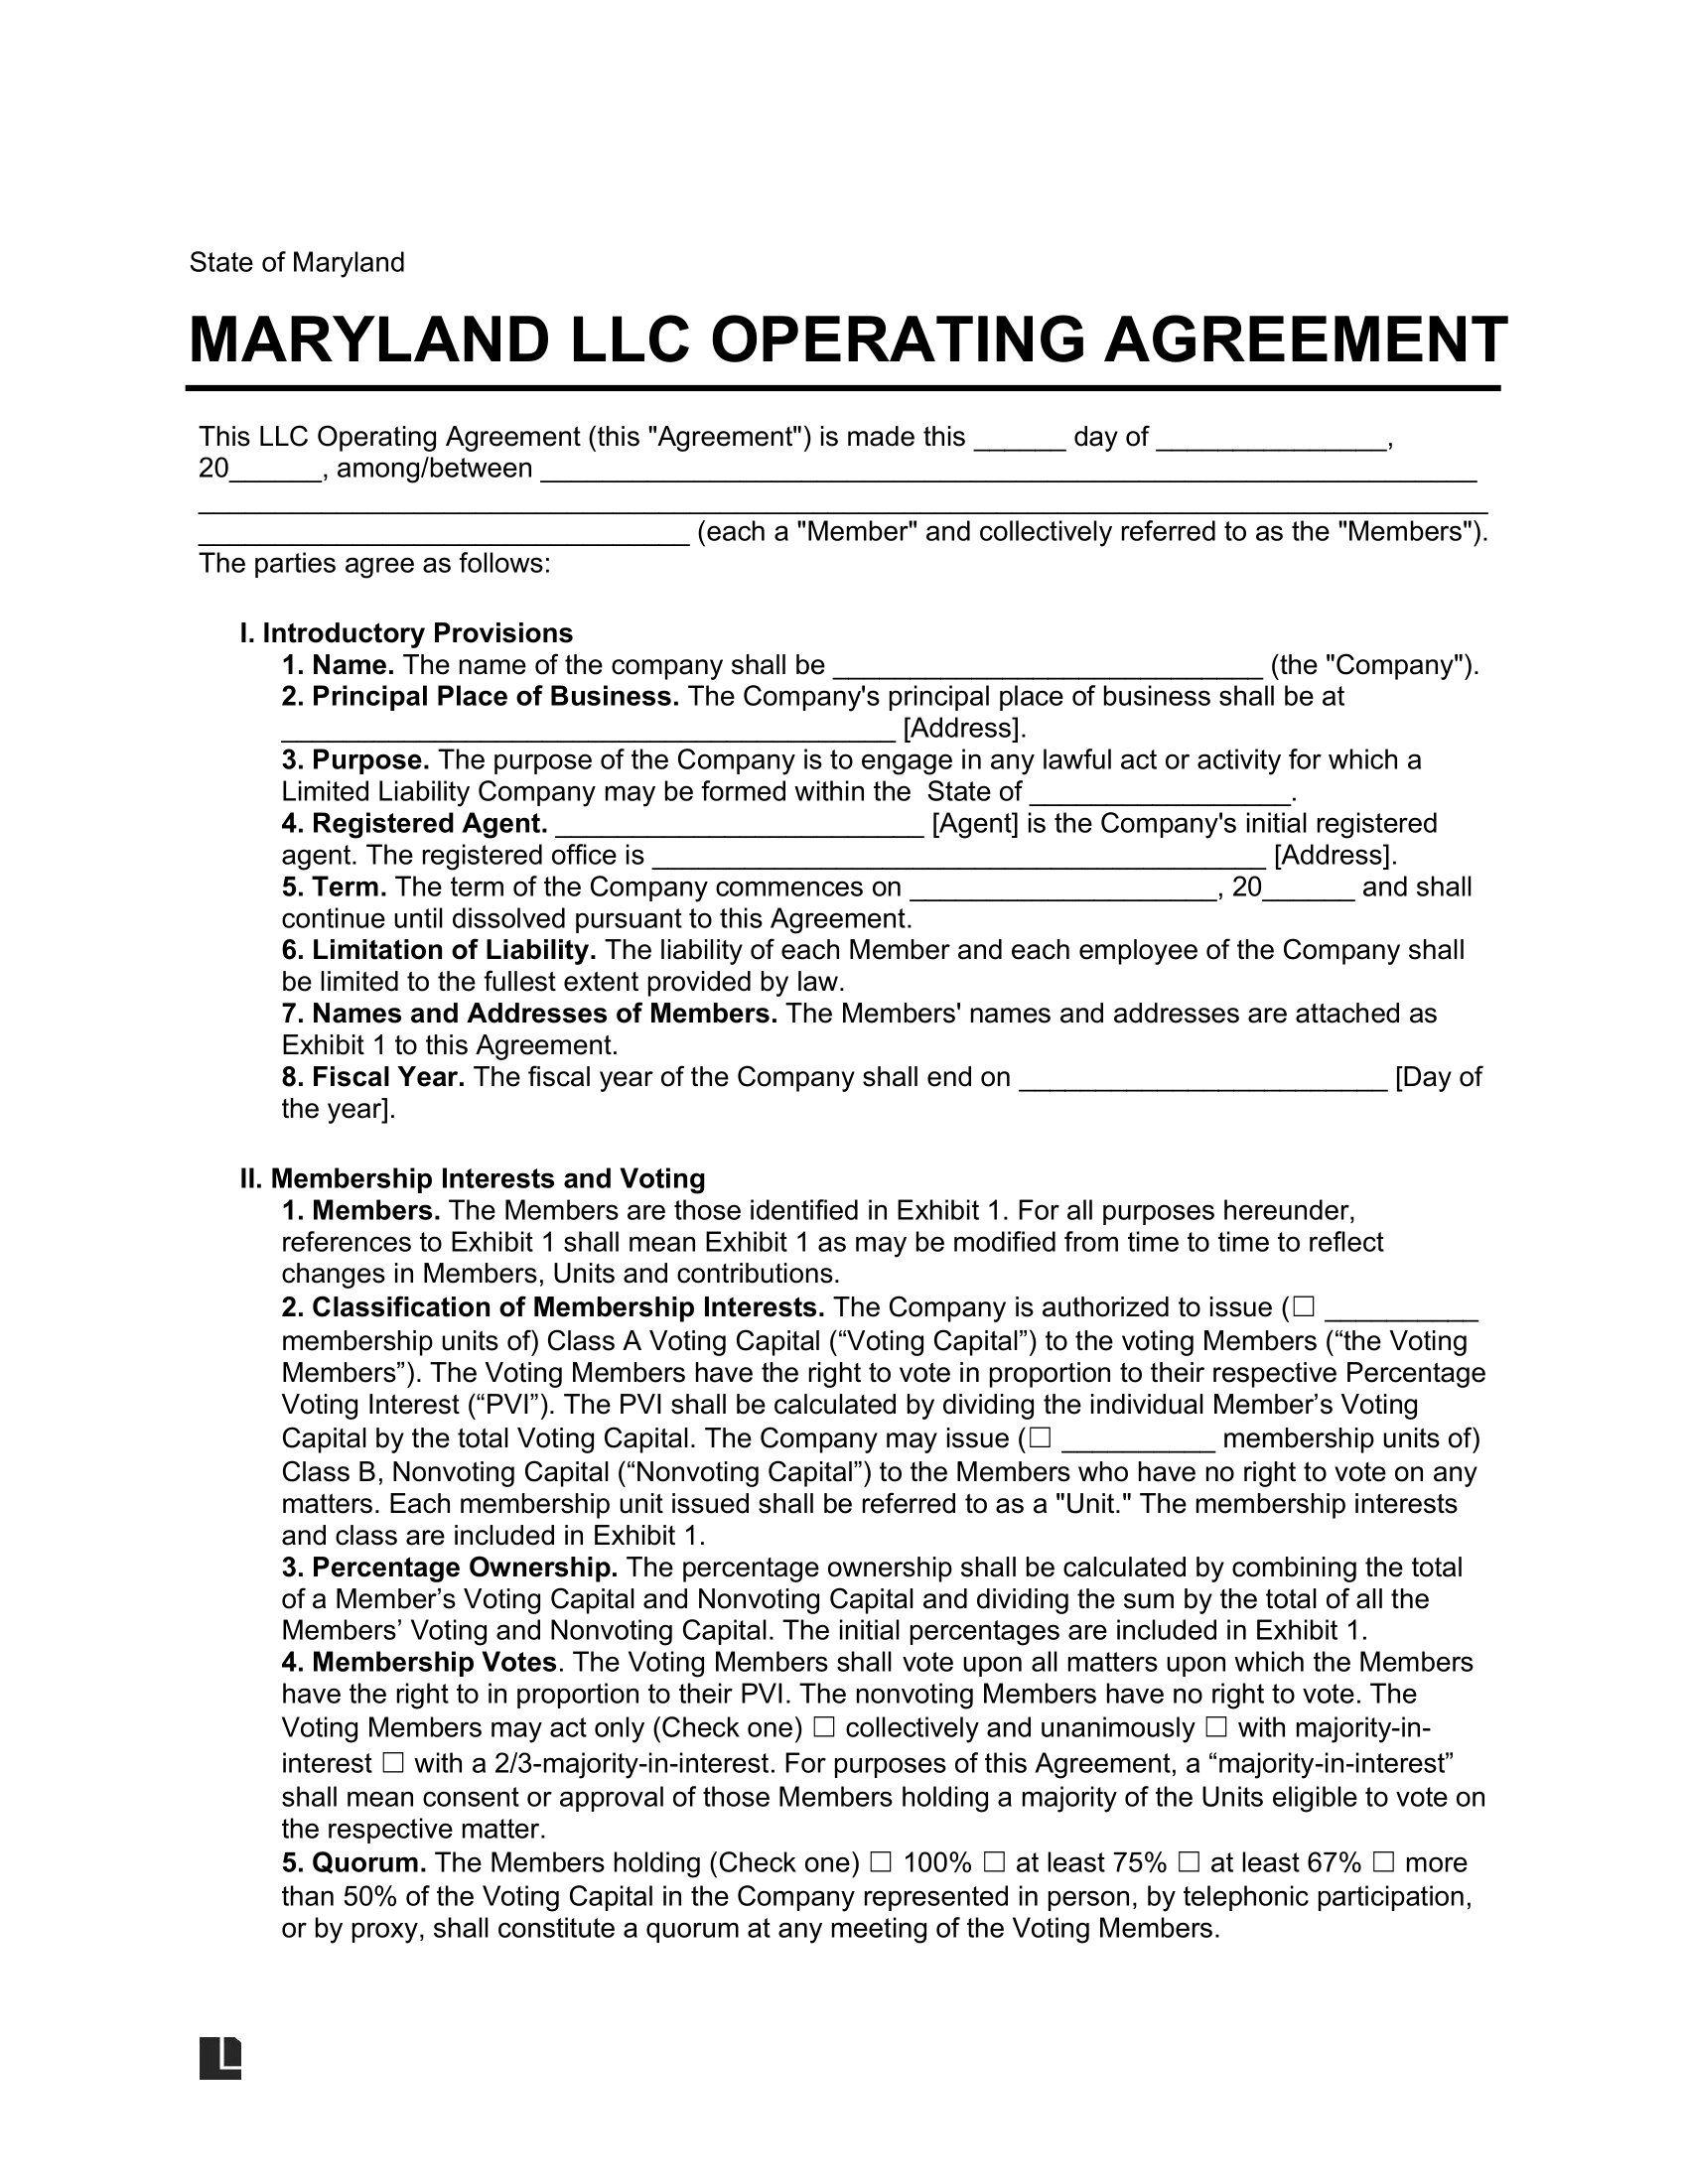 State of Maryland
MARYLAND LLC OPERATING AGREEMENT
This LLC Operating Agreement (this "Agreement") is made this ______ day of _______________,
20______, among/between _____________________________________________________________
____________________________________________________________________________________
________________________________ (each a "Member" and collectively referred to as the "Members").
The parties agree as follows:
I. Introductory Provisions
1. Name. The name of the company shall be ____________________________ (the "Company").
2. Principal Place of Business. The Company's principal place of business shall be at
________________________________________ [Address].
3. Purpose. The purpose of the Company is to engage in any lawful act or activity for which a
Limited Liability Company may be formed within the  State of _________________.
4. Registered Agent. ________________________ [Agent] is the Company's initial registered
agent. The registered office is ________________________________________ [Address].
5. Term. The term of the Company commences on ____________________, 20______ and shall
continue until dissolved pursuant to this Agreement.
6. Limitation of Liability. The liability of each Member and each employee of the Company shall
be limited to the fullest extent provided by law.
7. Names and Addresses of Members. The Members' names and addresses are attached as
Exhibit 1 to this Agreement.
8. Fiscal Year. The fiscal year of the Company shall end on ________________________ [Day of
the year].
II. Membership Interests and Voting
1. Members. The Members are those identified in Exhibit 1. For all purposes hereunder,
references to Exhibit 1 shall mean Exhibit 1 as may be modified from time to time to reflect
changes in Members, Units and contributions.
2. Classification of Membership Interests. The Company is authorized to issue (☐ __________
membership units of) Class A Voting Capital (“Voting Capital”) to the voting Members (“the Voting
Members”). The Voting Members have the right to vote in proportion to their respective Percentage
Voting Interest (“PVI”). The PVI shall be calculated by dividing the individual Member’s Voting
Capital by the total Voting Capital. The Company may issue (☐ __________ membership units of)
Class B, Nonvoting Capital (“Nonvoting Capital”) to the Members who have no right to vote on any
matters. Each membership unit issued shall be referred to as a "Unit." The membership interests
and class are included in Exhibit 1.
3. Percentage Ownership. The percentage ownership shall be calculated by combining the total
of a Member’s Voting Capital and Nonvoting Capital and dividing the sum by the total of all the
Members’ Voting and Nonvoting Capital. The initial percentages are included in Exhibit 1.
4. Membership Votes. The Voting Members shall vote upon all matters upon which the Members
have the right to in proportion to their PVI. The nonvoting Members have no right to vote. The
Voting Members may act only (Check one) ☐ collectively and unanimously ☐ with majority-in-
interest ☐ with a 2/3-majority-in-interest. For purposes of this Agreement, a “majority-in-interest”
shall mean consent or approval of those Members holding a majority of the Units eligible to vote on
the respective matter.
5. Quorum. The Members holding (Check one) ☐ 100% ☐ at least 75% ☐ at least 67% ☐ more
than 50% of the Voting Capital in the Company represented in person, by telephonic participation,
or by proxy, shall constitute a quorum at any meeting of the Voting Members.